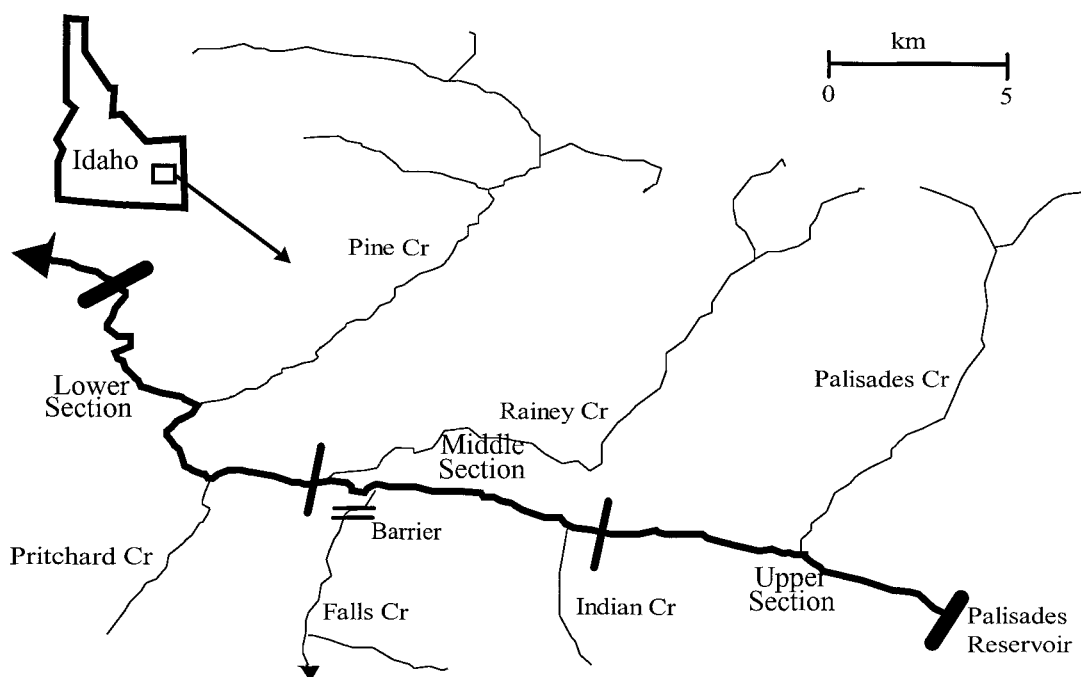 km
0 5
Idaho
Pine Cr
Lower
Section
Palisades Cr
Rainey Cr
Middle
Section
Barrier
Pritchard Cr
Falls Cr
Indian Cr
Upper
Section
Palisades
Reservoir